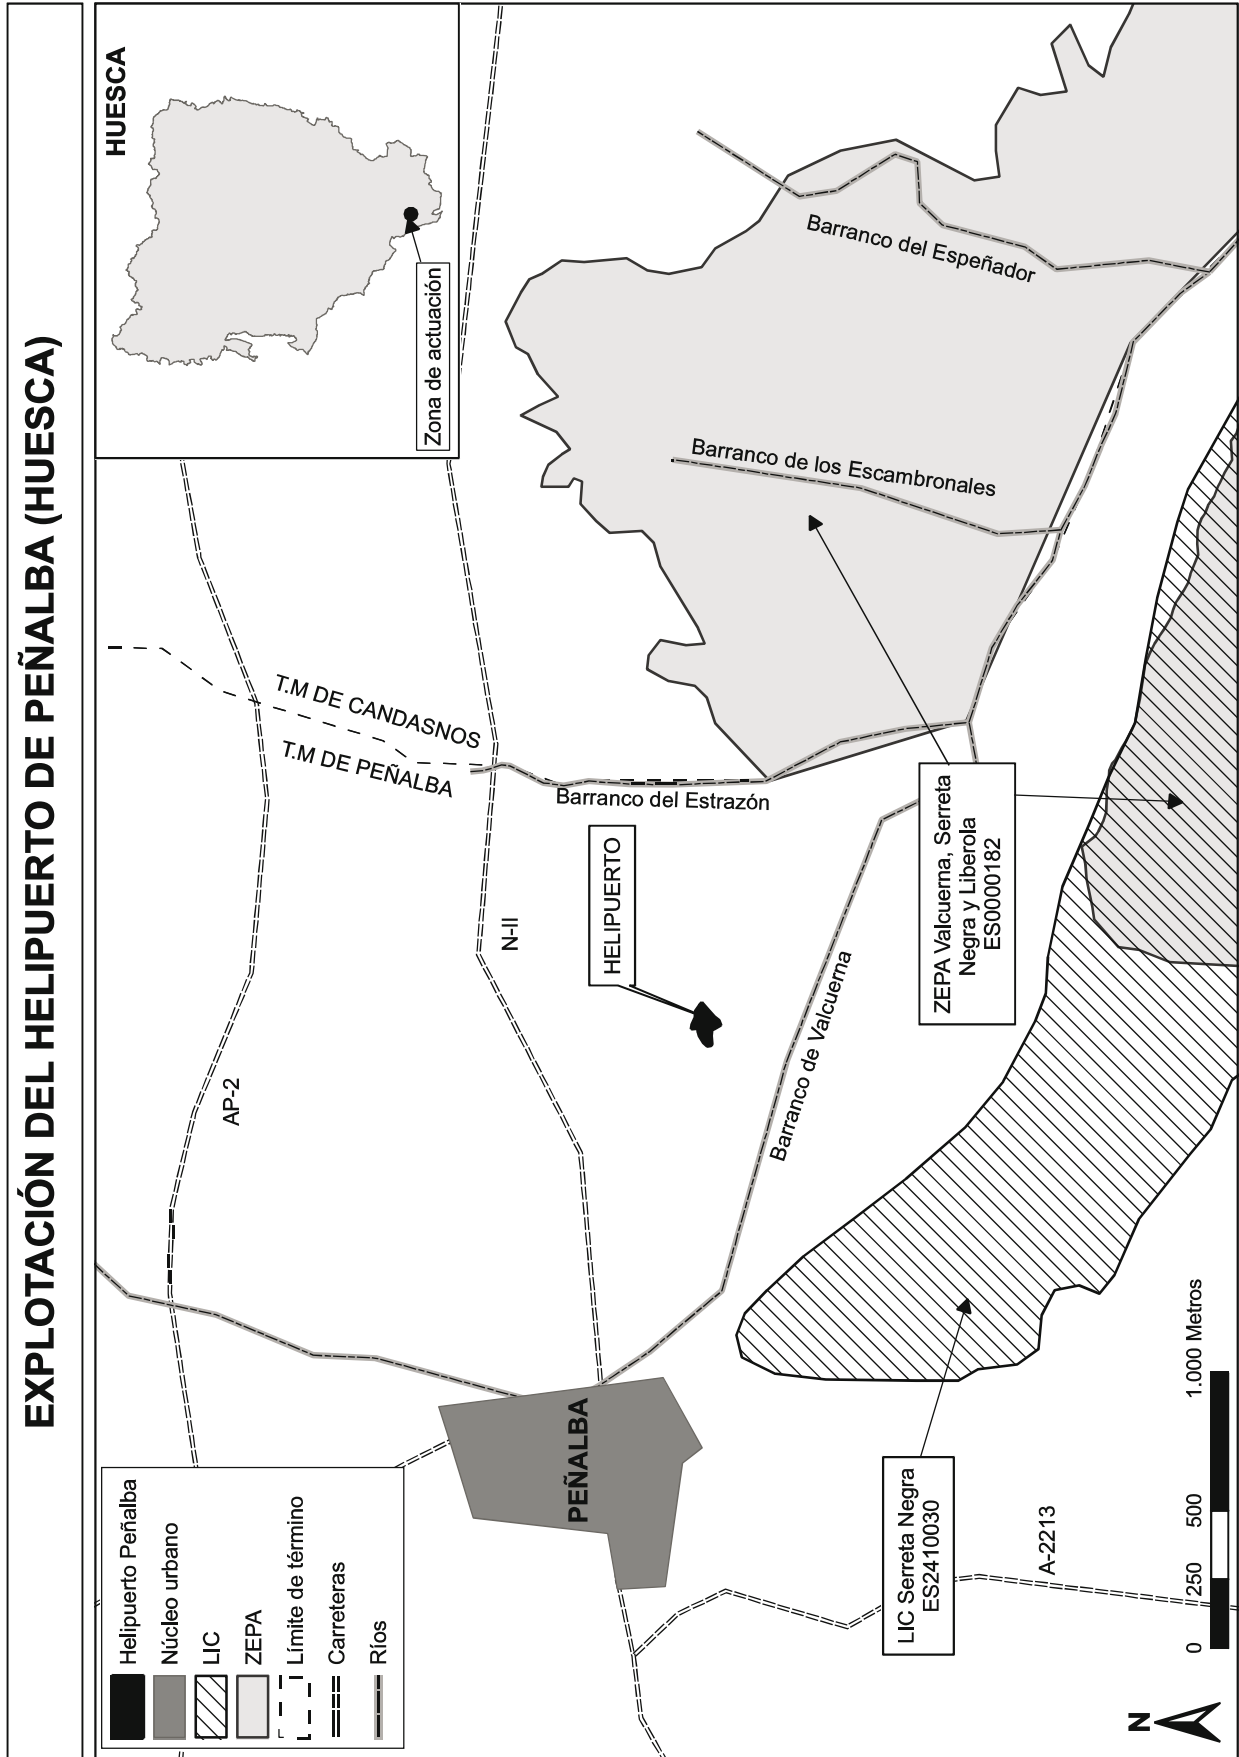 EXPLOTACIÓN DEL HELIPUERTO DE PEÑALBA (HUESCA)
Helipuerto Peñalba
Núcleo urbano
LIC
ZEPA
Límite de término
Carreteras
Ríos
HUESCA
Zona de actuación
AP-2
T.M DE CANDASNOS
T.M DE PEÑALBA
N-II
Barranco del Estrazón
HELIPUERTO
PEÑALBA
Barranco de Valcuerna
Barranco de los Escambronales
Barranco del Espeñador
ZEPA Valcuerna, Serreta
Negra y Liberola
ES0000182
LIC Serreta Negra
ES2410030
A-2213
0 250 500 1.000 Metros
N